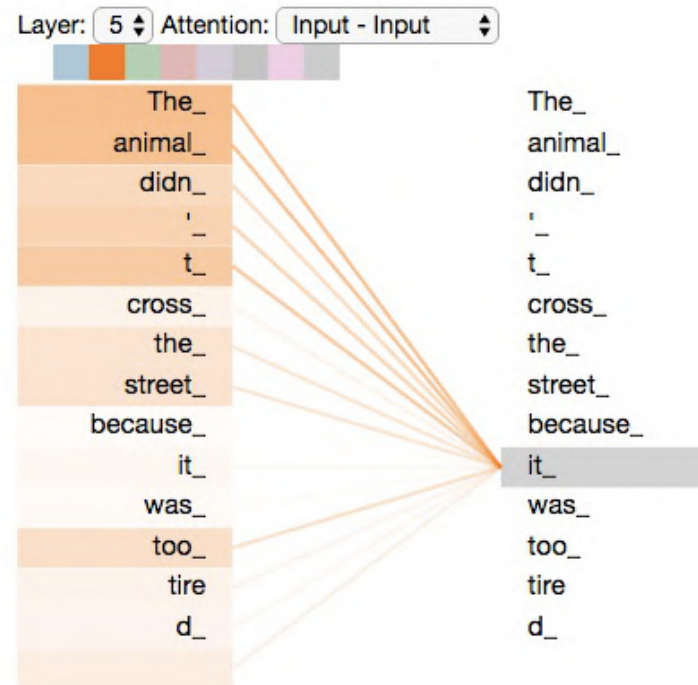 Layer: 5 Attention: Input - Input
The_ The_
animal_ animal_
didn_ didn_
'_ '_
t_ t_
cross_ cross_
the_ the_
street_ street_
because_ because_
it_ it_
was_ was_
too_ too_
tire tire
d_ d_